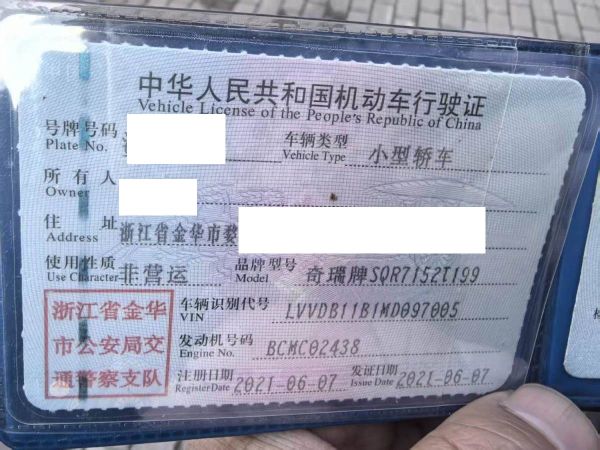 中华人民共和国机动车行驶证
Vehicle License of the People's Republic of China
号牌号码 车辆类型 小型轿车
Plate No. Vehicle Type
所有人
Owner
住址 浙江省金华市婺
Address
使用性质 非营运 品牌型号 奇瑞牌SQR7152T199
Use Character Model
浙江省金华
市公安局交
通警察支队
车辆识别代号 LVVDB11B1MD097005
VIN
发动机号码 BCMC02438
Engine No.
注册日期 2021-06-07 发证日期 2021-06-07
Register Date Issue Date